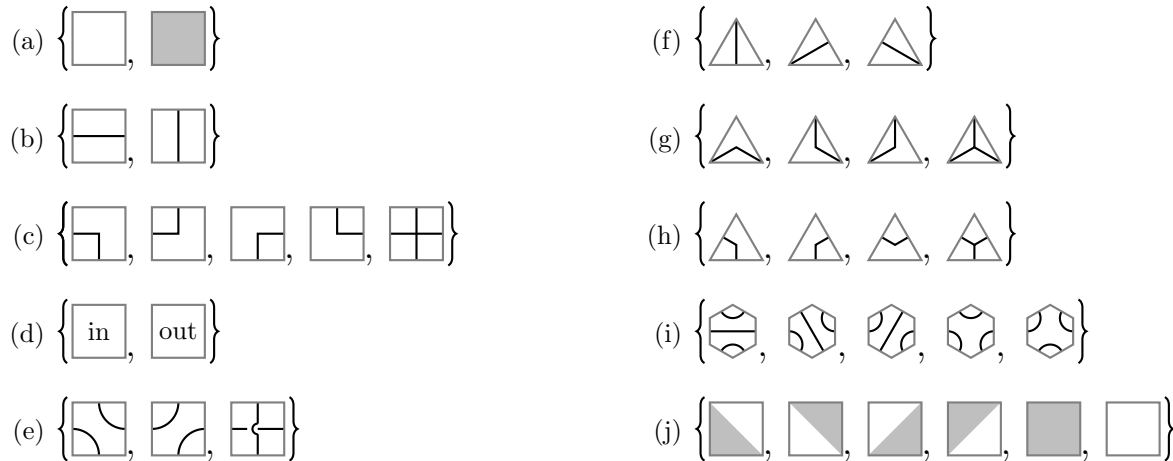 (a) { , }
(b) { , }
(c) { , , , , }
(d) { in , out }
(e) { , , }
(f) { , , }
(g) { , , , }
(h) { , , , }
(i) { , , , , }
(j) { , , , , , }